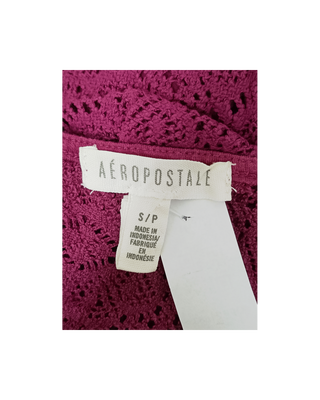 AÉROPOSTALE
S/P
MADE IN
INDONESIA/
FABRIQUÉ
EN
INDONÉSIE